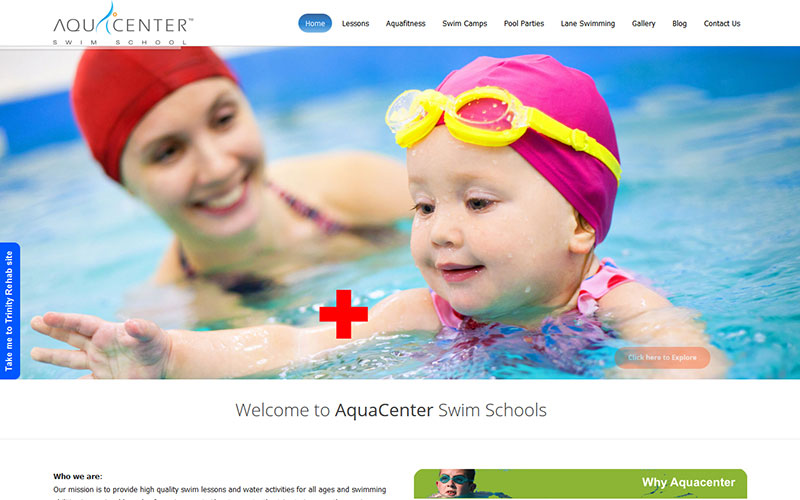 AQUACENTER™
SWIM SCHOOL
Home Lessons Aquafitness Swim Camps Pool Parties Lane Swimming Gallery Blog Contact Us
Take me to Trinity Rehab site
Click here to Explore
Welcome to AquaCenter Swim Schools
Who we are:
Our mission is to provide high quality swim lessons and water activities for all ages and swimming
Why Aquacenter